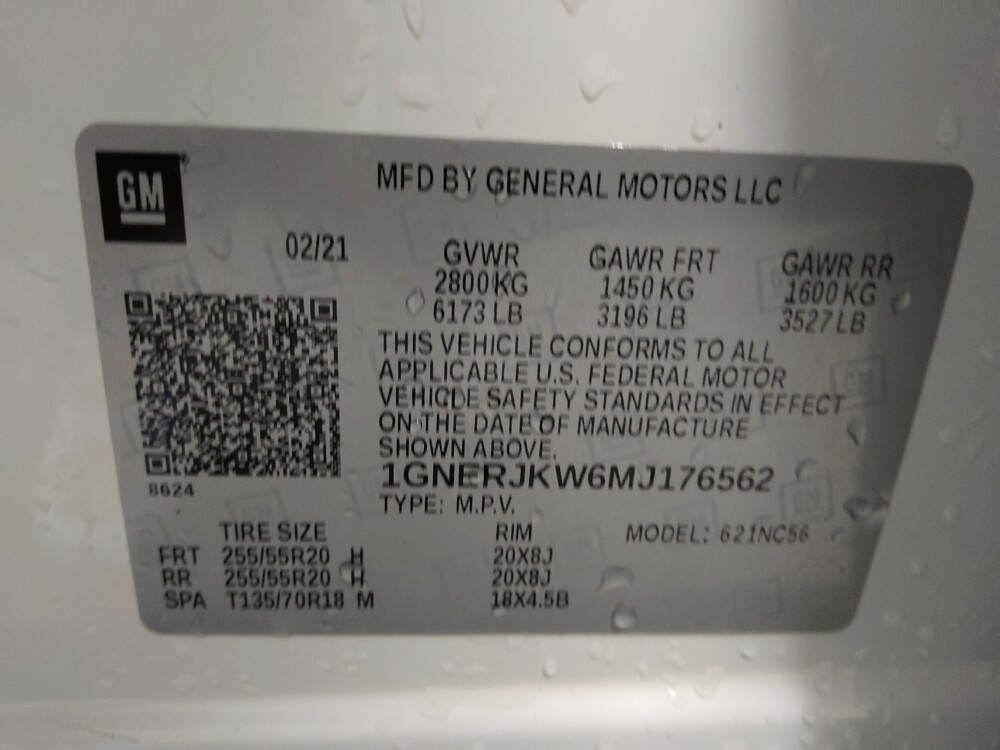 GM
MFD BY GENERAL MOTORS LLC
02/21 GVWR GAWR FRT GAWR RR
2800KG 1450 KG 1600 KG
6173 LB 3196 LB 3527 LB
THIS VEHICLE CONFORMS TO ALL
APPLICABLE U.S. FEDERAL MOTOR
VEHICLE SAFETY STANDARDS IN EFFECT
ON THE DATE OF MANUFACTURE
SHOWN ABOVE.
1GNERJKW6MJ176562
8624
TYPE: M.P.V.
TIRE SIZE RIM MODEL: 621NC56
FRT 255/55R20 H 20X8J
RR 255/55R20 H 20X8J
SPA T135/70R18 M 18X4.5B